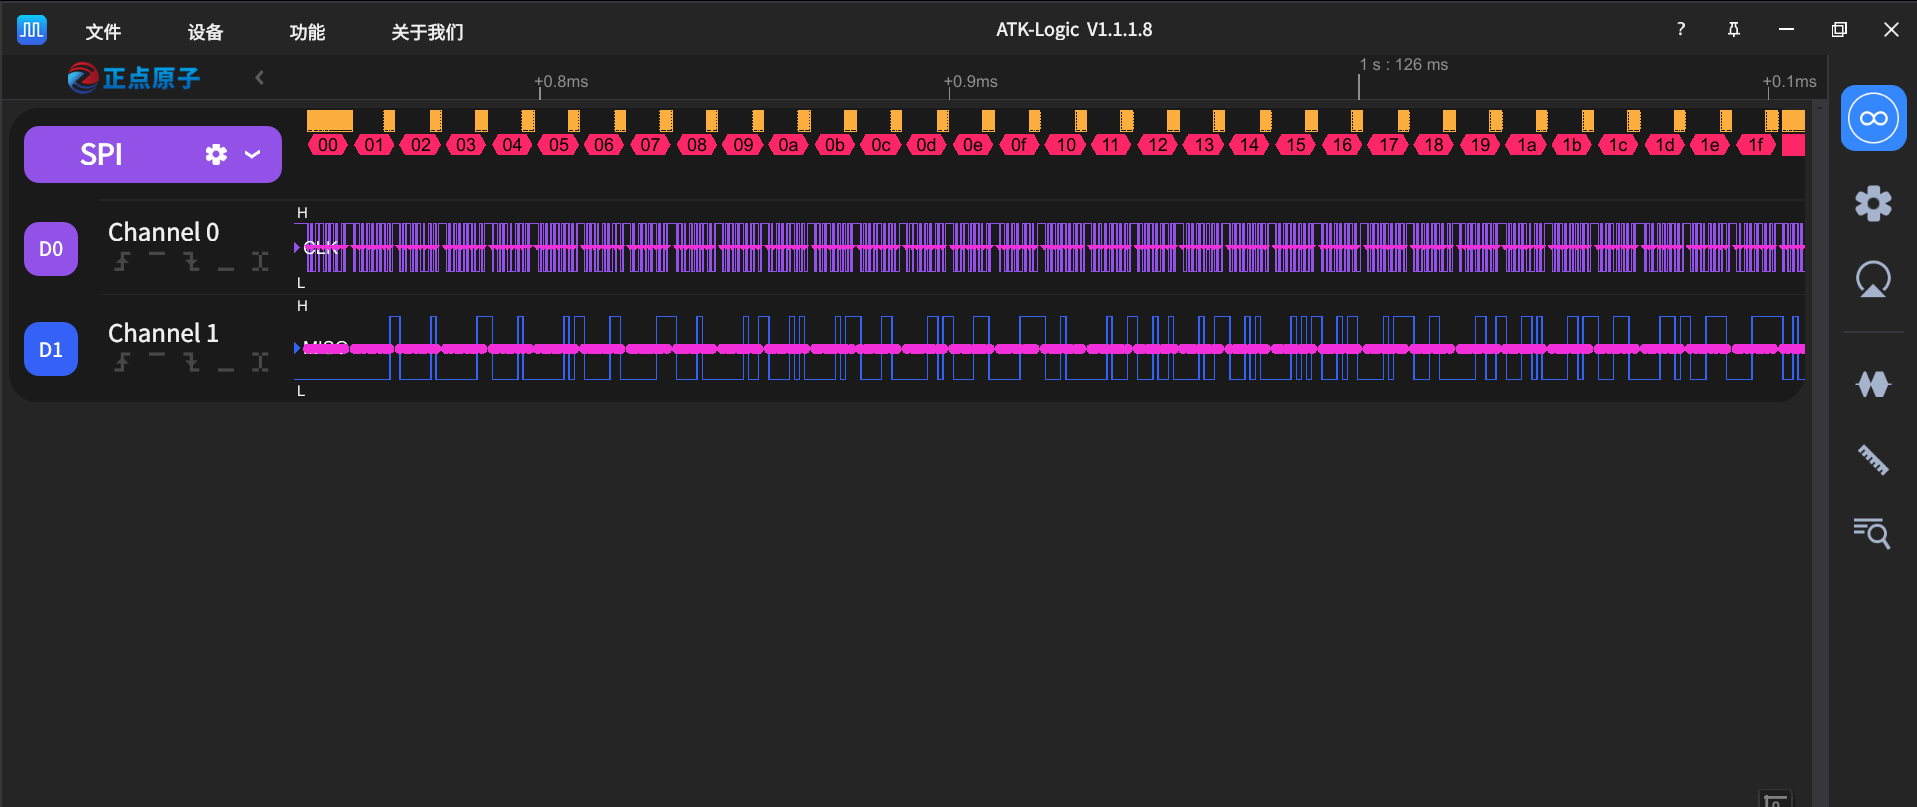 文件 设备 功能 关于我们 ATK-Logic V1.1.1.8 ?
正点原子 +0.8ms +0.9ms 1 s : 126 ms +0.1ms
SPI 00 01 02 03 04 05 06 07 08 09 0a 0b 0c 0d 0e 0f 10 11 12 13 14 15 16 17 18 19 1a 1b 1c 1d 1e 1f
H
D0 Channel 0 CLK
L
H
D1 Channel 1 MISO
L